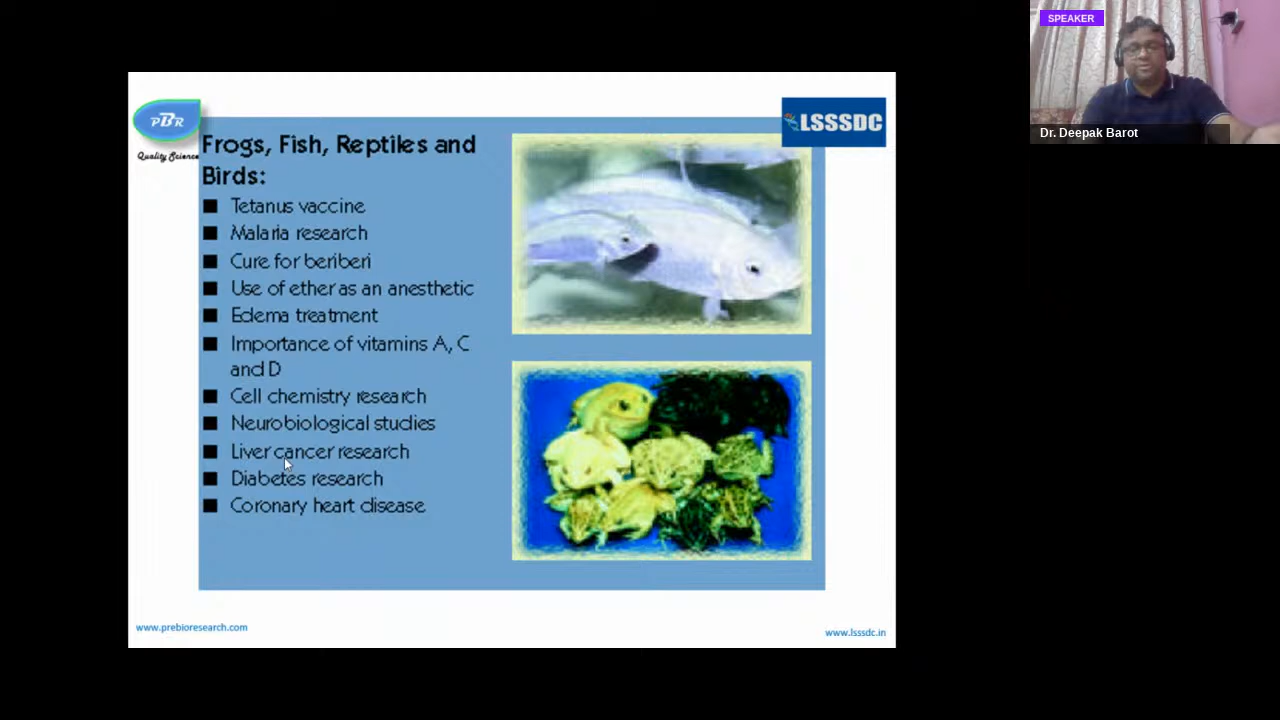 SPEAKER
Dr. Deepak Barot
PBR
Quality Science
LSSSDC
Frogs, Fish, Reptiles and
Birds:
Tetanus vaccine
Malaria research
Cure for beriberi
Use of ether as an anesthetic
Edema treatment
Importance of vitamins A, C
and D
Cell chemistry research
Neurobiological studies
Liver cancer research
Diabetes research
Coronary heart disease
www.prebioresearch.com
www.lsssdc.in